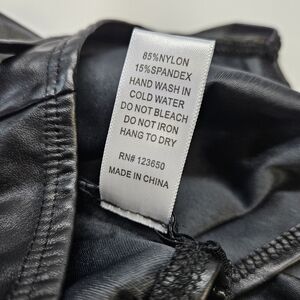 85%NYLON
15%SPANDEX
HAND WASH IN
COLD WATER
DO NOT BLEACH
DO NOT IRON
HANG TO DRY
RN# 123650
MADE IN CHINA